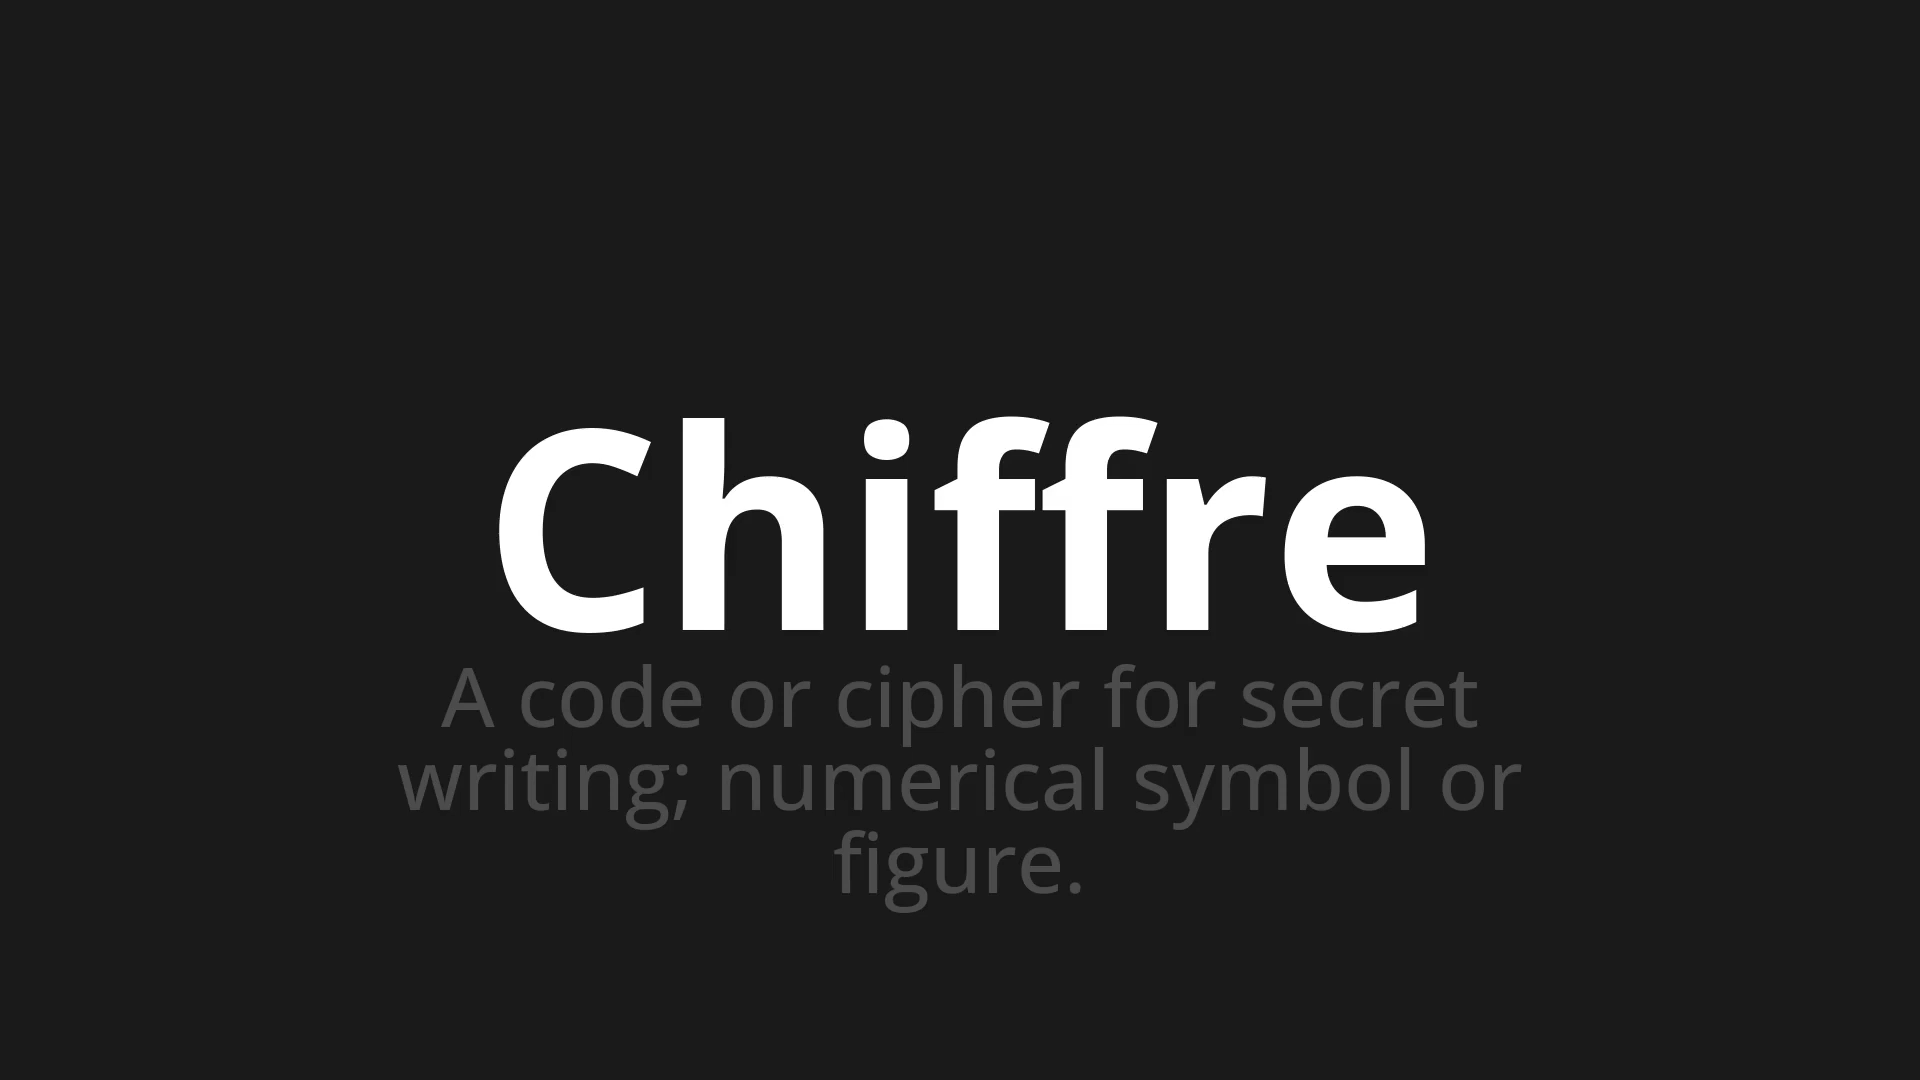 Chiffre
A code or cipher for secret
writing; numerical symbol or
figure.